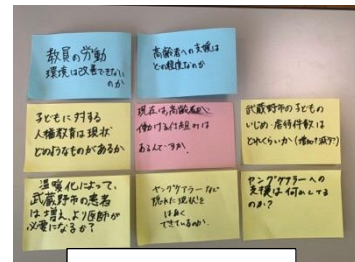 教員の労働
環境は改善できない
のか
高齢者への支援は
どの程度なのか
子どもに対する
人権教育は現状
どのようなものがあるか
現在は高齢者が
働ける仕組みは
あるんですか。
武蔵野市の子どもの
いじめ・虐待件数は
どれくらいか(増加?減少?)
温暖化によって、
武蔵野市の患者
は増え、より医師が
必要になるか?
ヤングケアラーなど
隠れた現状を
はあく
できているのか。
ヤングケアラーへの
支援は何かしてる
のか?